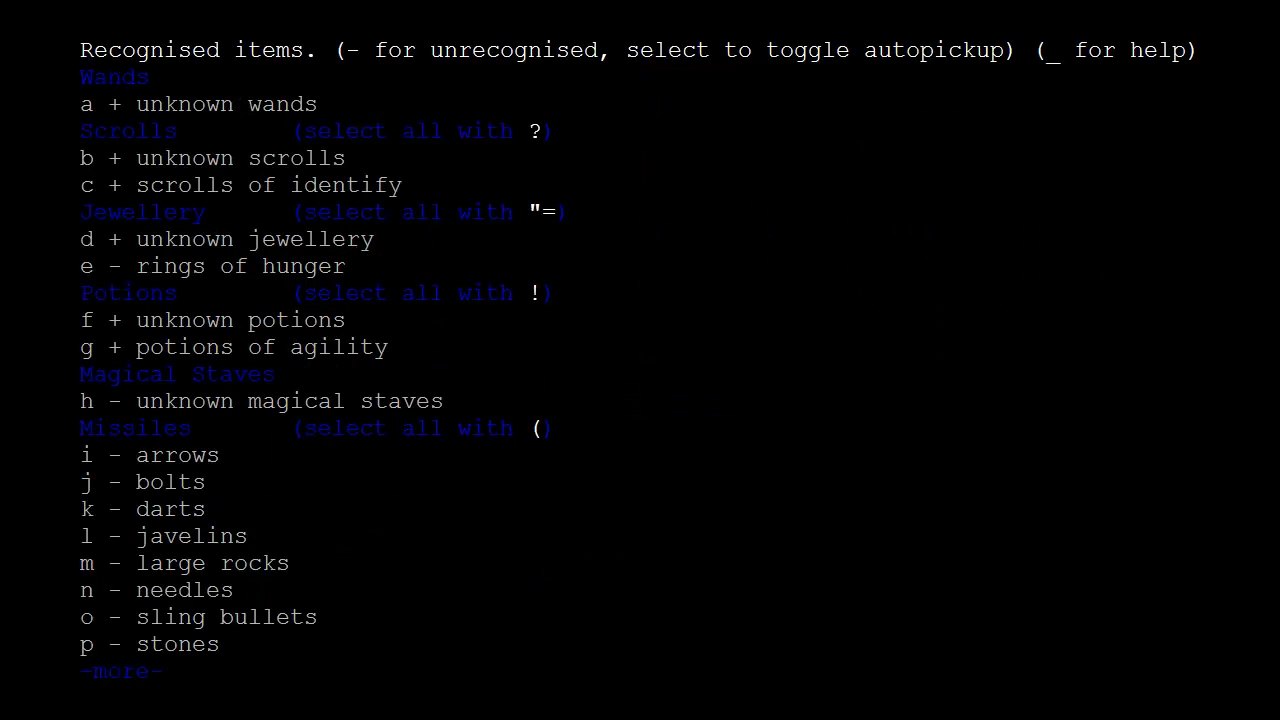 Recognised items. (- for unrecognised, select to toggle autopickup) (_ for help)
Wands
a + unknown wands
Scrolls (select all with ?)
b + unknown scrolls
c + scrolls of identify
Jewellery (select all with "=)
d + unknown jewellery
e - rings of hunger
Potions (select all with !)
f + unknown potions
g + potions of agility
Magical Staves
h - unknown magical staves
Missiles (select all with ()
i - arrows
j - bolts
k - darts
l - javelins
m - large rocks
n - needles
o - sling bullets
p - stones
-more-